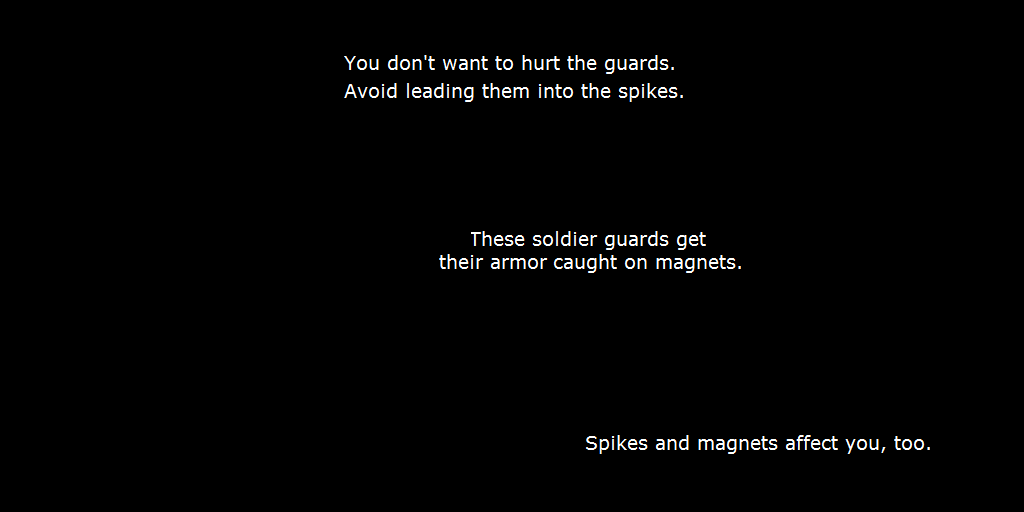 You don't want to hurt the guards.
Avoid leading them into the spikes.
These soldier guards get
their armor caught on magnets.
Spikes and magnets affect you, too.